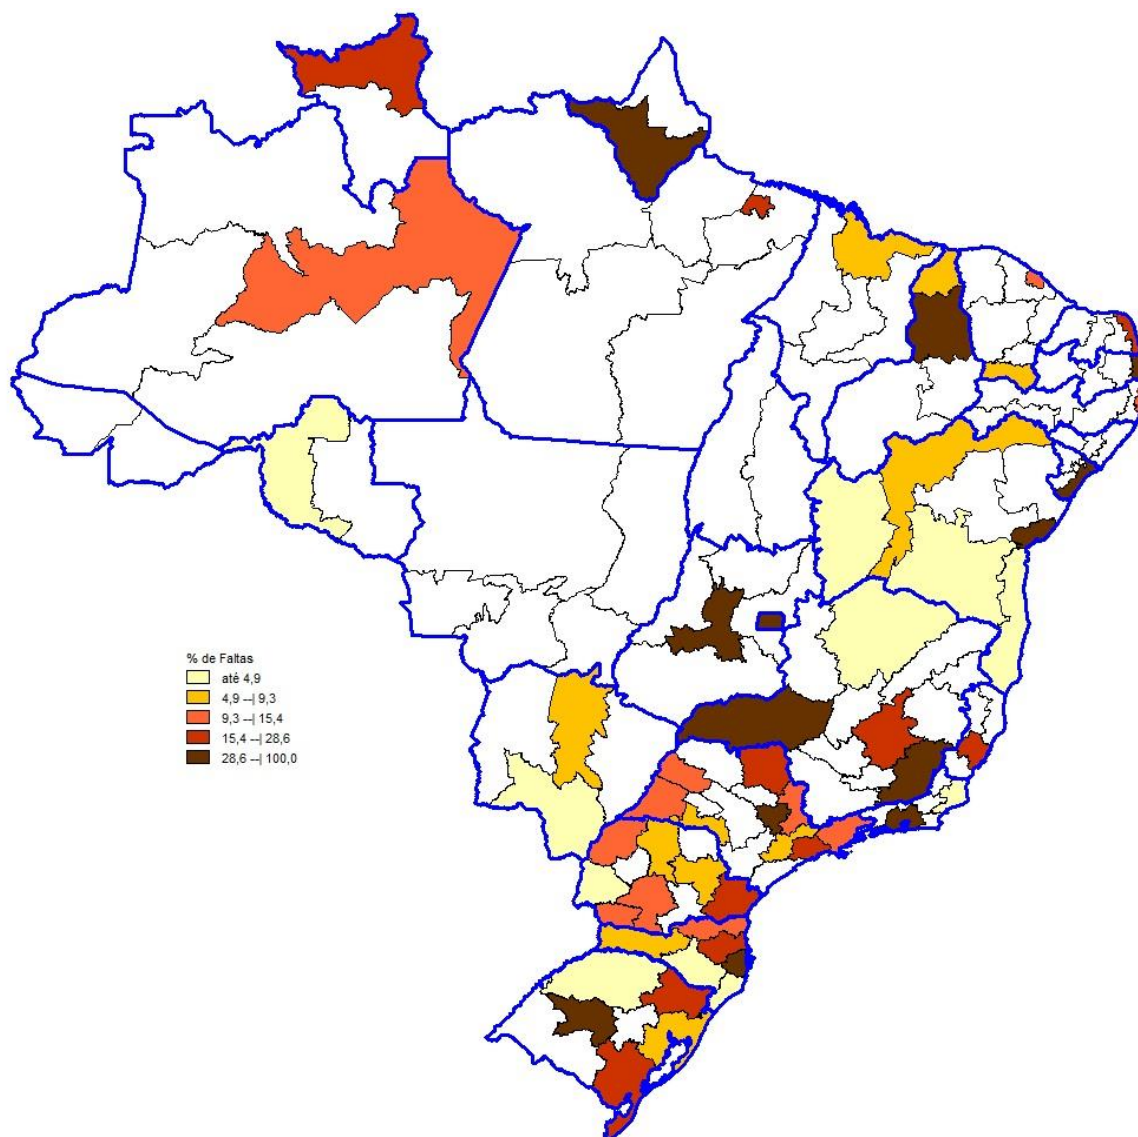 % de Faltas
até 4,9
4,9 --| 9,3
9,3 --| 15,4
15,4 --| 28,6
28,6 --| 100,0